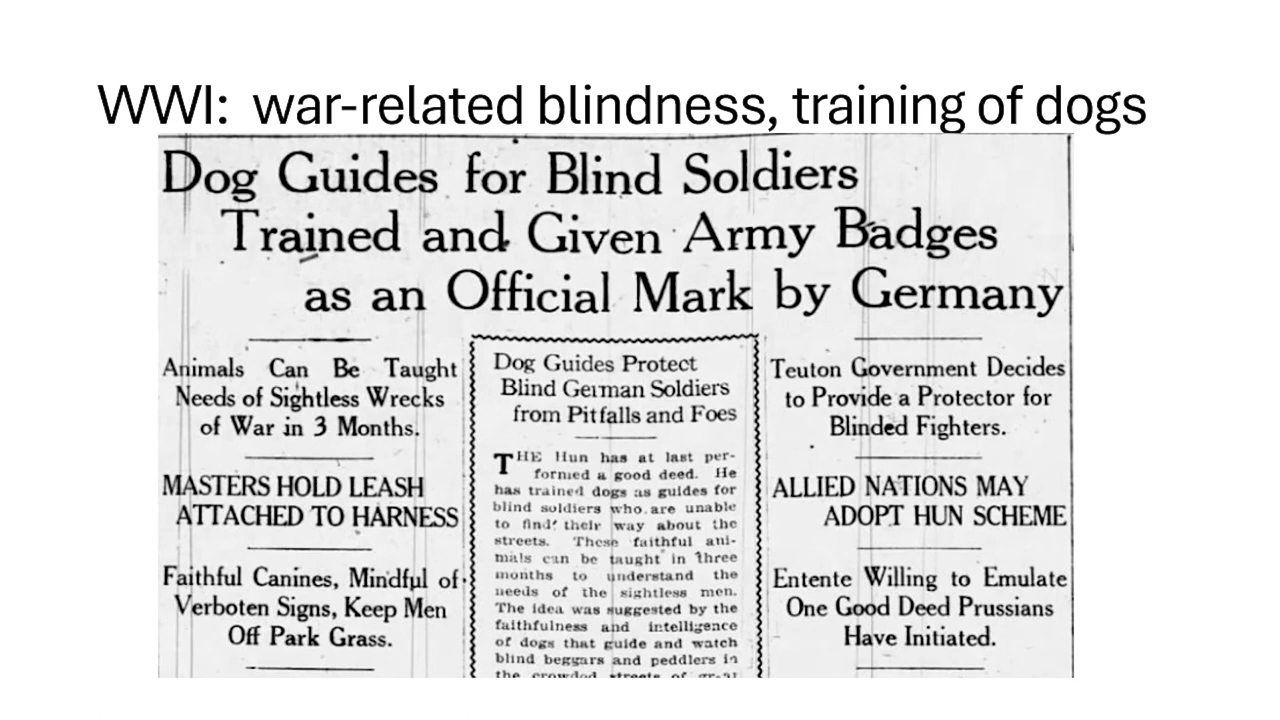 WWI: war-related blindness, training of dogs
Dog Guides for Blind Soldiers
Trained and Given Army Badges
as an Official Mark by Germany
Animals Can Be Taught
Needs of Sightless Wrecks
of War in 3 Months.
MASTERS HOLD LEASH
ATTACHED TO HARNESS
Faithful Canines, Mindful of
Verboten Signs, Keep Men
Off Park Grass.
Dog Guides Protect
Blind German Soldiers
from Pitfalls and Foes
THE Hun has at last per-
formed a good deed. He
has trained dogs as guides for
blind soldiers who are unable
to find their way about the
streets. These faithful ani-
mals can be taught in three
months to understand the
needs of the sightless men.
The idea was suggested by the
faithfulness and intelligence
of dogs that guide and watch
blind beggars and peddlers in
the crowded streets of
Teuton Government Decides
to Provide a Protector for
Blinded Fighters.
ALLIED NATIONS MAY
ADOPT HUN SCHEME
Entente Willing to Emulate
One Good Deed Prussians
Have Initiated.